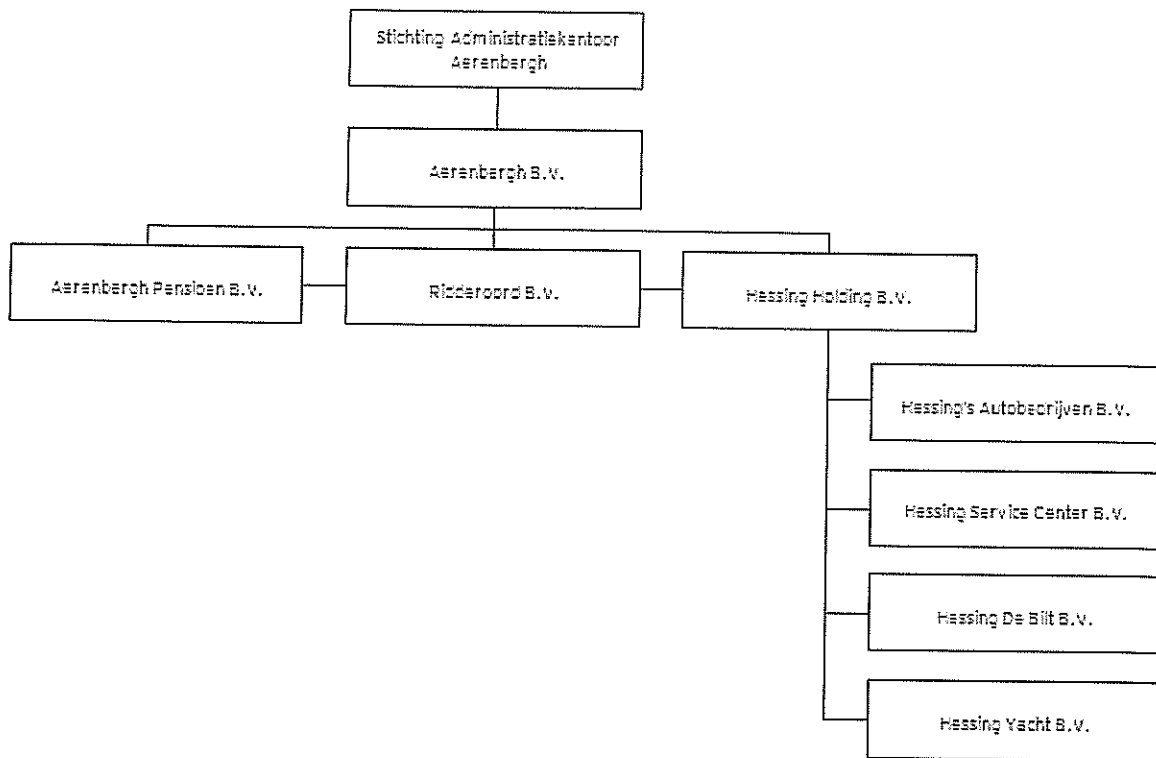 Stichting Administratiekantoor
Aerenbergh
Aerenbergh B.V.
Aerenbergh Pensioen B.V.
Ridderoord B.V.
Hessing Holding B.V.
Hessing's Autobedrijven B.V.
Hessing Service Center B.V.
Hessing De Bilt B.V.
Hessing Yacht B.V.